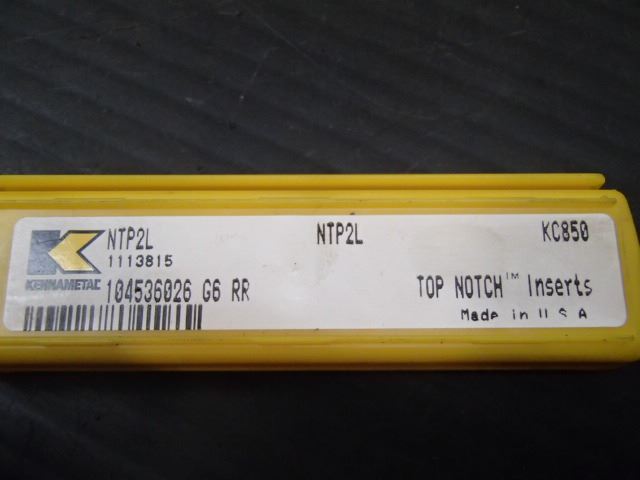 NTP2L NTP2L KC850
1113815
KENNAMETAL
104536026 G6 RR TOP NOTCH™ Inserts
Made in U.S.A